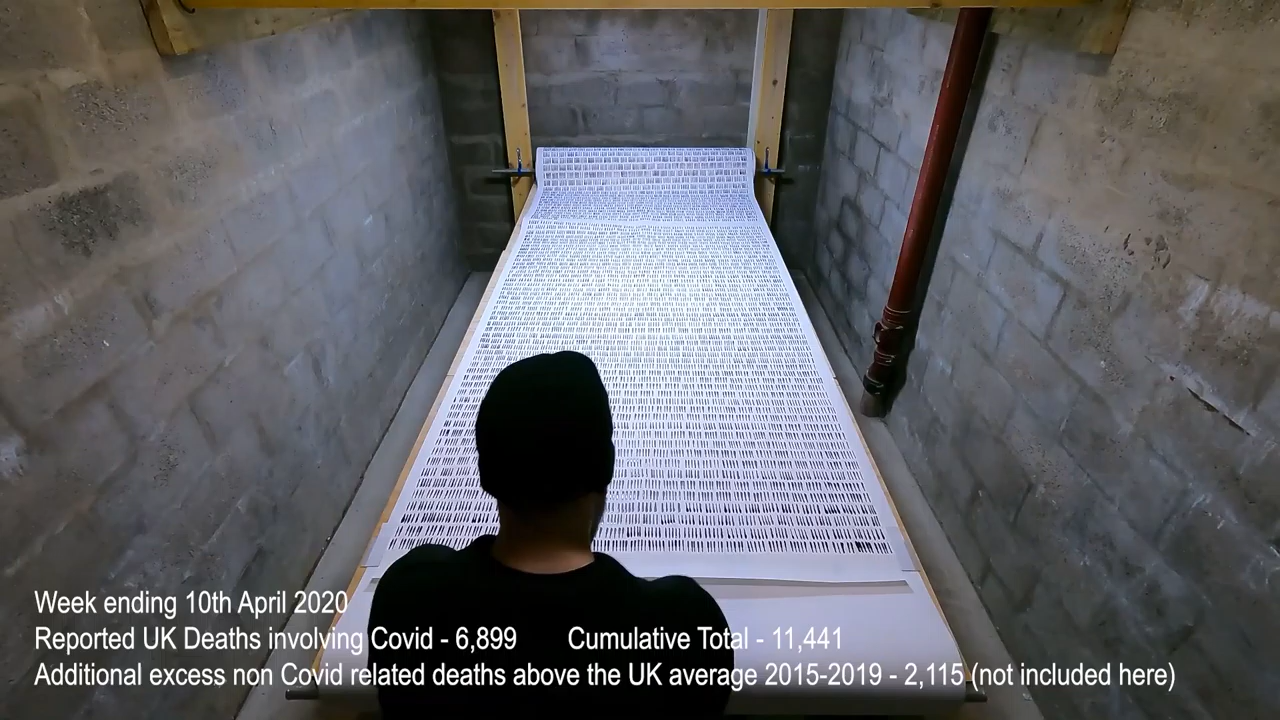 Week ending 10th April 2020
Reported UK Deaths involving Covid - 6,899 Cumulative Total - 11,441
Additional excess non Covid related deaths above the UK average 2015-2019 - 2,115 (not included here)